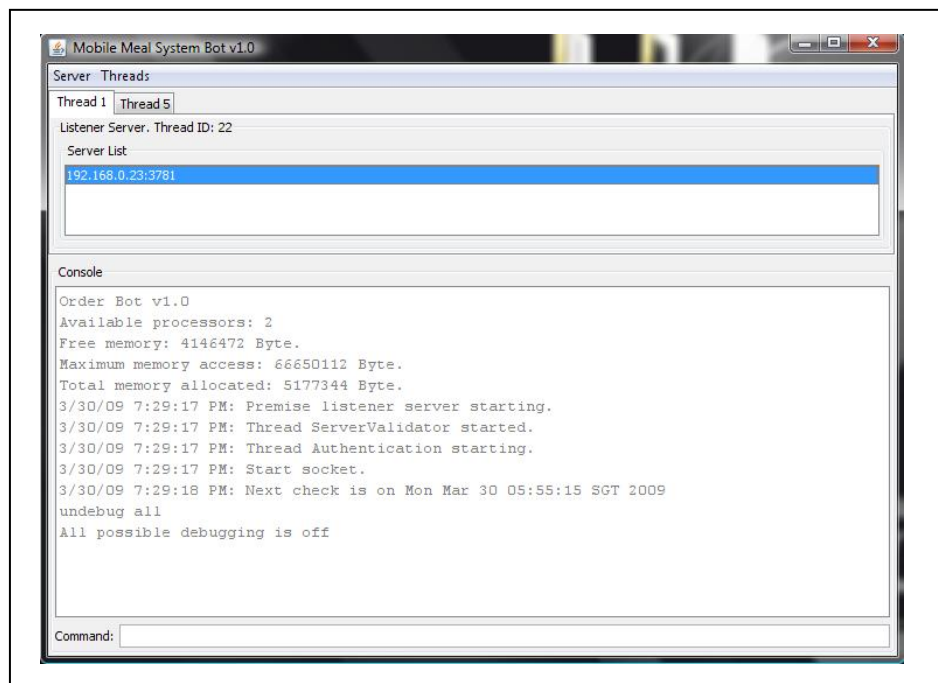 Mobile Meal System Bot v1.0
Server Threads
Thread 1 Thread 5
Listener Server. Thread ID: 22
Server List
192.168.0.23:3781
Console
Order Bot v1.0
Available processors: 2
Free memory: 4146472 Byte.
Maximum memory access: 66650112 Byte.
Total memory allocated: 5177344 Byte.
3/30/09 7:29:17 PM: Premise listener server starting.
3/30/09 7:29:17 PM: Thread ServerValidator started.
3/30/09 7:29:17 PM: Thread Authentication starting.
3/30/09 7:29:17 PM: Start socket.
3/30/09 7:29:18 PM: Next check is on Mon Mar 30 05:55:15 SGT 2009
undebug all
All possible debugging is off
Command: